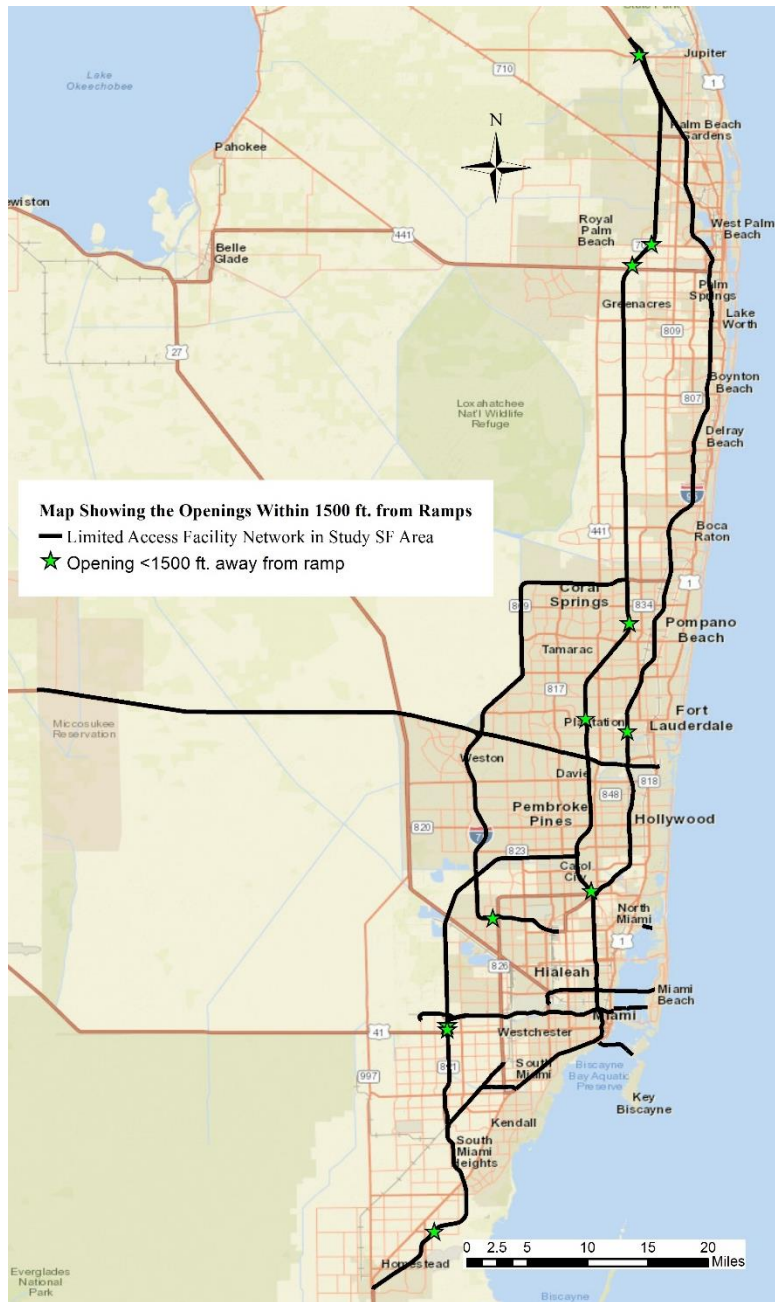 State Park
Jupiter
Lake
Okeechobee
710
1
N
Palm Beach
Gardens
Pahokee
ewiston
Royal
Palm
Beach
West Palm
Beach
441
Belle
Glade
Palm
Springs
Greenacres
Lake
Worth
809
27
Boynton
Beach
807
Loxahatchee
Nat'l Wildlife
Refuge
Delray
Beach
Map Showing the Openings Within 1500 ft. from Ramps
Limited Access Facility Network in Study SF Area
Opening <1500 ft. away from ramp
441
Boca
Raton
1
Coral
Springs
869
834
Pompano
Beach
Tamarac
817
Fort
Lauderdale
Plantation
Miccosukee
Reservation
Weston
Davie
818
848
Pembroke
Pines
Hollywood
820
823
Carol
City
North
Miami
1
826
Hialeah
Miami
Beach
Miami
41
Westchester
997
821
South
Miami
Biscayne
Bay Aquatic
Preserve
Key
Biscayne
Kendall
South
Miami
Heights
0 2.5 5 10 15 20
Miles
Homestead
Everglades
National
Park
Biscayne